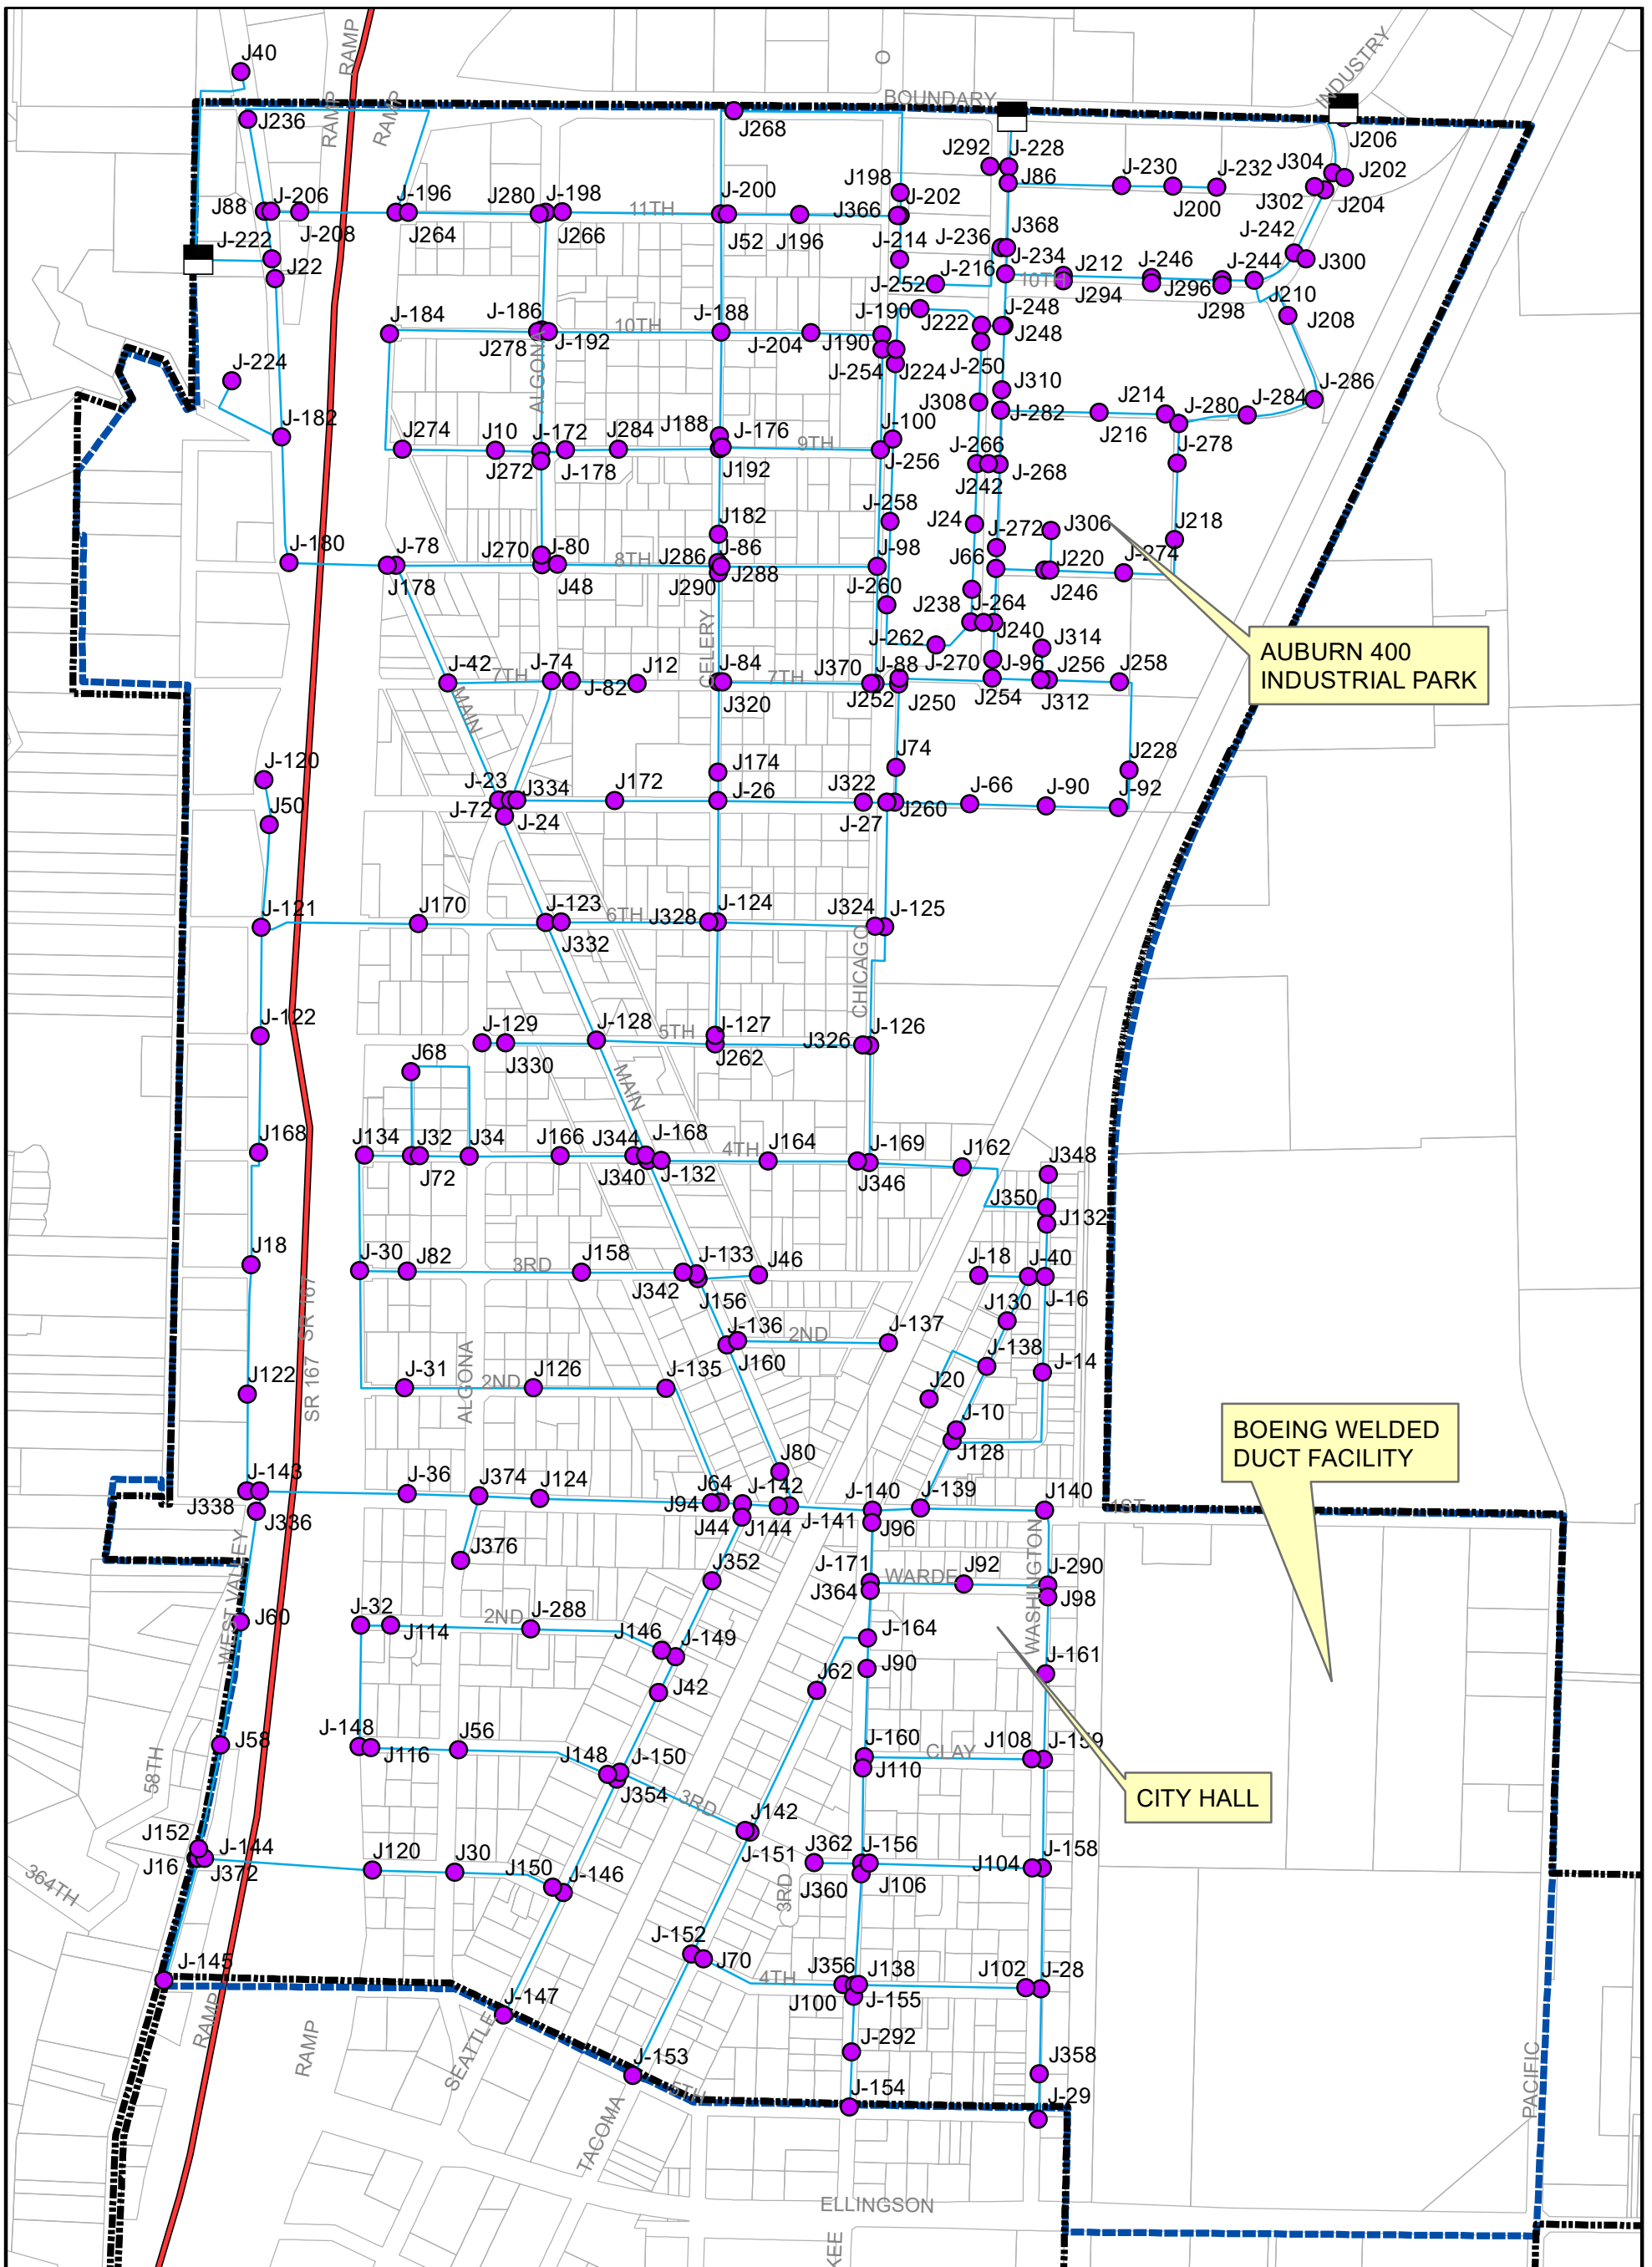 J40
RAMP
RAMP
RAMP
O
BOUNDARY
INDUSTRY
J236
J268
J206
J292
J-228
J304
J202
J86
J-230
J-232
J200
J302
J204
J198
J-202
J88
J-206
J-208
J-196
J264
J280
J-198
J266
11TH
J-200
J52
J196
J366
J-236
J368
J-242
J-222
J22
J-214
J-234
J300
J-216
10TH
J212
J294
J-246
J296
J-244
J298
J-252
J210
J208
J-184
J-186
J278
J-192
10TH
J-188
J-204
J-190
J190
J222
J-248
J248
ALGONA
J-254
J224
J-250
J-224
J310
J308
J-282
J214
J216
J-280
J-284
J-286
J-278
J-182
J274
J10
J-172
J272
J-178
J284
J188
J-176
J192
9TH
J-100
J-256
J-266
J242
J-268
J-258
J24
J-272
J306
J218
J182
J-180
J-78
J178
J270
J-80
J48
8TH
J286
J-86
J288
J290
J-98
J66
J220
J246
J-274
J-260
J238
J-264
J240
J314
J-262
CELERY
AUBURN 400
INDUSTRIAL PARK
J-42
7TH
J-74
J-82
J12
J-84
J320
7TH
J370
J252
J-88
J250
J-270
J-96
J254
J256
J312
J258
MAIN
J-120
J50
J-23
J-72
J334
J-24
J172
J174
J-26
J322
J-27
J74
J260
J-66
J-90
J228
J-92
J-121
J170
J-123
J332
6TH
J328
J-124
J324
J-125
CHICAGO
J-122
J-129
J330
J-128
5TH
J-127
J262
J326
J-126
J68
MAIN
J168
J134
J32
J72
J34
J166
J344
J340
J-168
J-132
4TH
J164
J-169
J346
J162
J348
J350
J132
J18
J-30
J82
3RD
J158
J342
J-133
J156
J46
J-18
J-40
J-16
J130
SR 167
SR 167
J122
J-31
ALGONA
2ND
J126
J-135
J-136
J160
2ND
J-137
J-138
J-14
J20
J-10
J128
BOEING WELDED
DUCT FACILITY
J80
J-143
J338
J336
J-36
J374
J124
J64
J94
J44
J-142
J144
J-141
J-140
J96
J-139
J140
1ST
J376
J352
WEST VALLEY
J-171
J364
WARDE
J92
WASHINGTON
J-290
J98
J60
J-32
J114
2ND
J-288
J146
J-149
J-164
J90
J62
J-161
J42
J58
58TH
J-148
J116
J56
J148
J-150
J354
3RD
J-160
J110
CLAY
J108
J-159
CITY HALL
J142
J-151
J152
J-144
J16
J372
364TH
J120
J30
J150
J-146
J362
J360
J-156
J106
J104
J-158
3RD
J-145
RAMP
RAMP
SEATTLE
J-147
J-152
J70
4TH
J356
J138
J100
J-155
J102
J-28
J-292
J358
J-153
5TH
TACOMA
J-154
J-29
PACIFIC
ELLINGSON
KEE